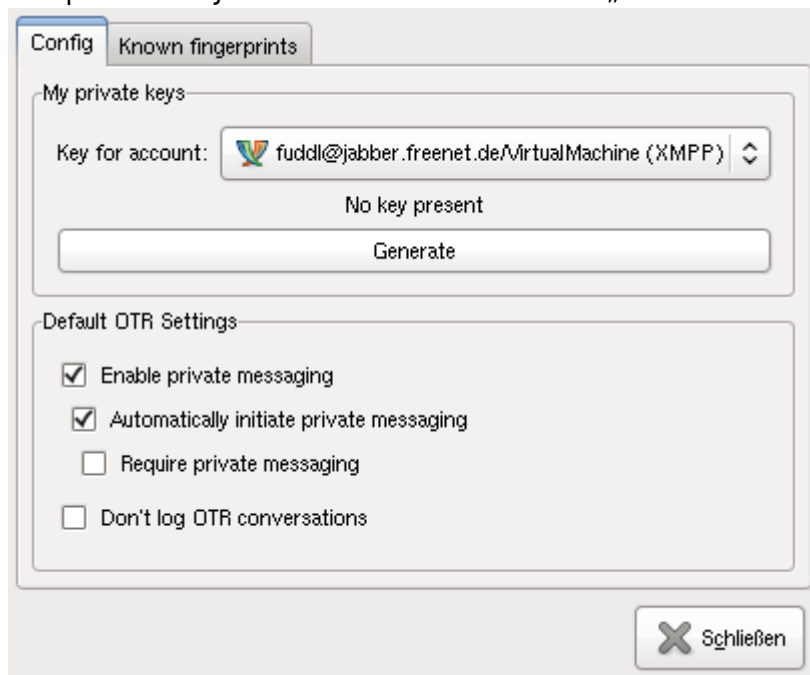 Config Known fingerprints
My private keys
Key for account: fuddl@jabber.freenet.de/VirtualMachine (XMPP)
No key present
Generate
Default OTR Settings
Enable private messaging
Automatically initiate private messaging
Require private messaging
Don't log OTR conversations
Schließen